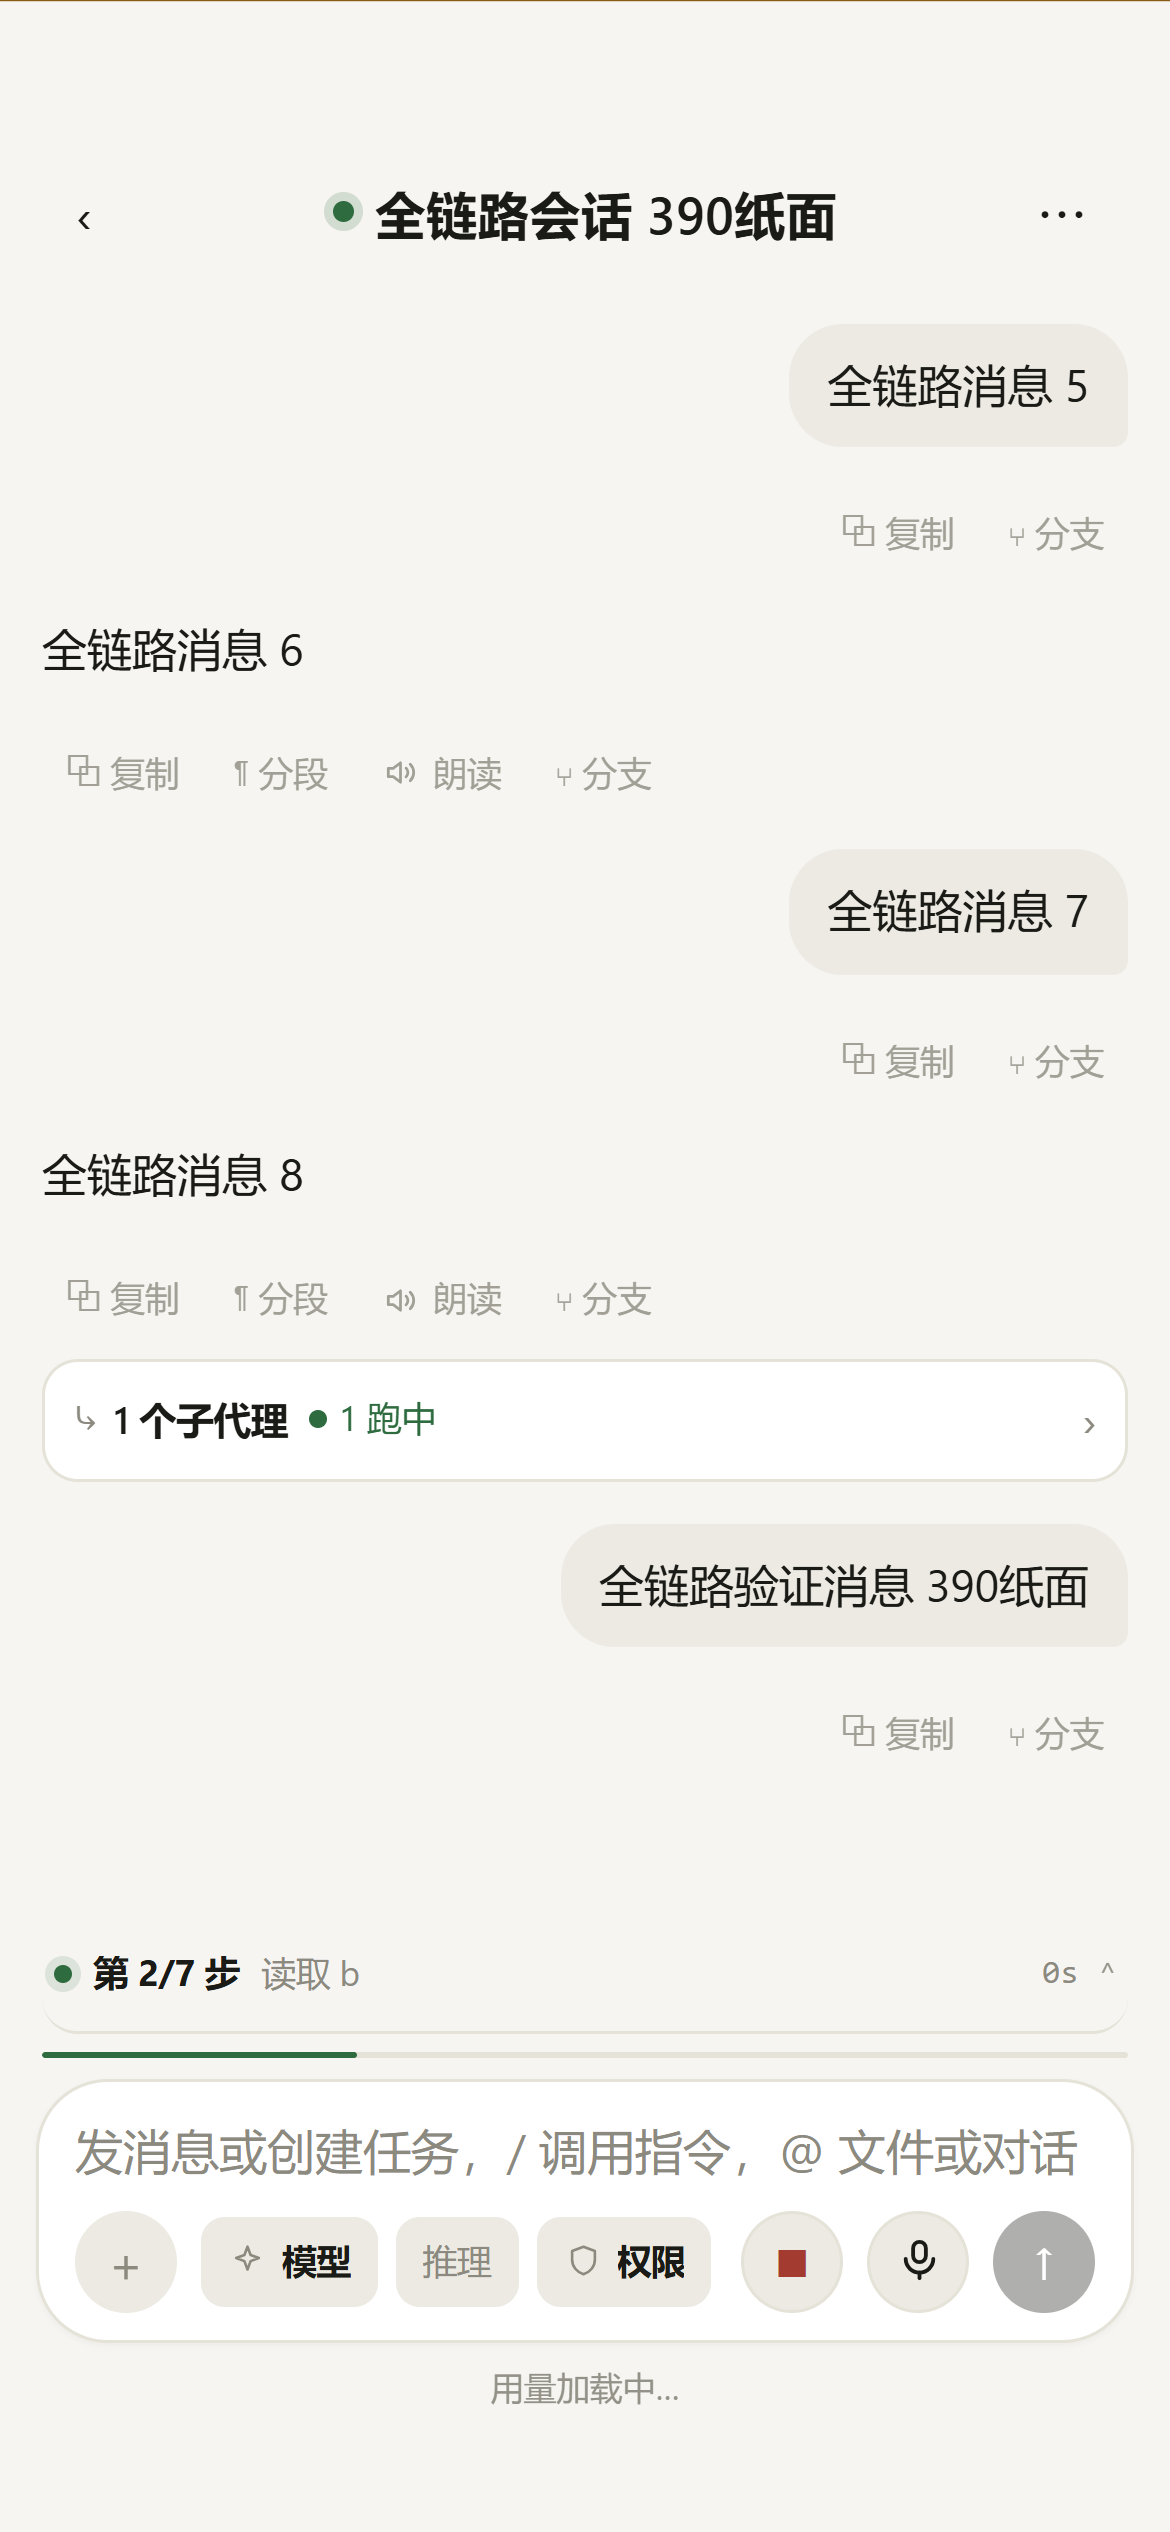 全链路会话 390纸面
全链路消息 5
复制 分支
全链路消息 6
复制 ¶ 分段 朗读 分支
全链路消息 7
复制 分支
全链路消息 8
复制 ¶ 分段 朗读 分支
1 个子代理 1 跑中
全链路验证消息 390纸面
复制 分支
第 2/7 步 读取 b 0s
发消息或创建任务, / 调用指令, @ 文件或对话
模型 推理 权限
用量加载中...